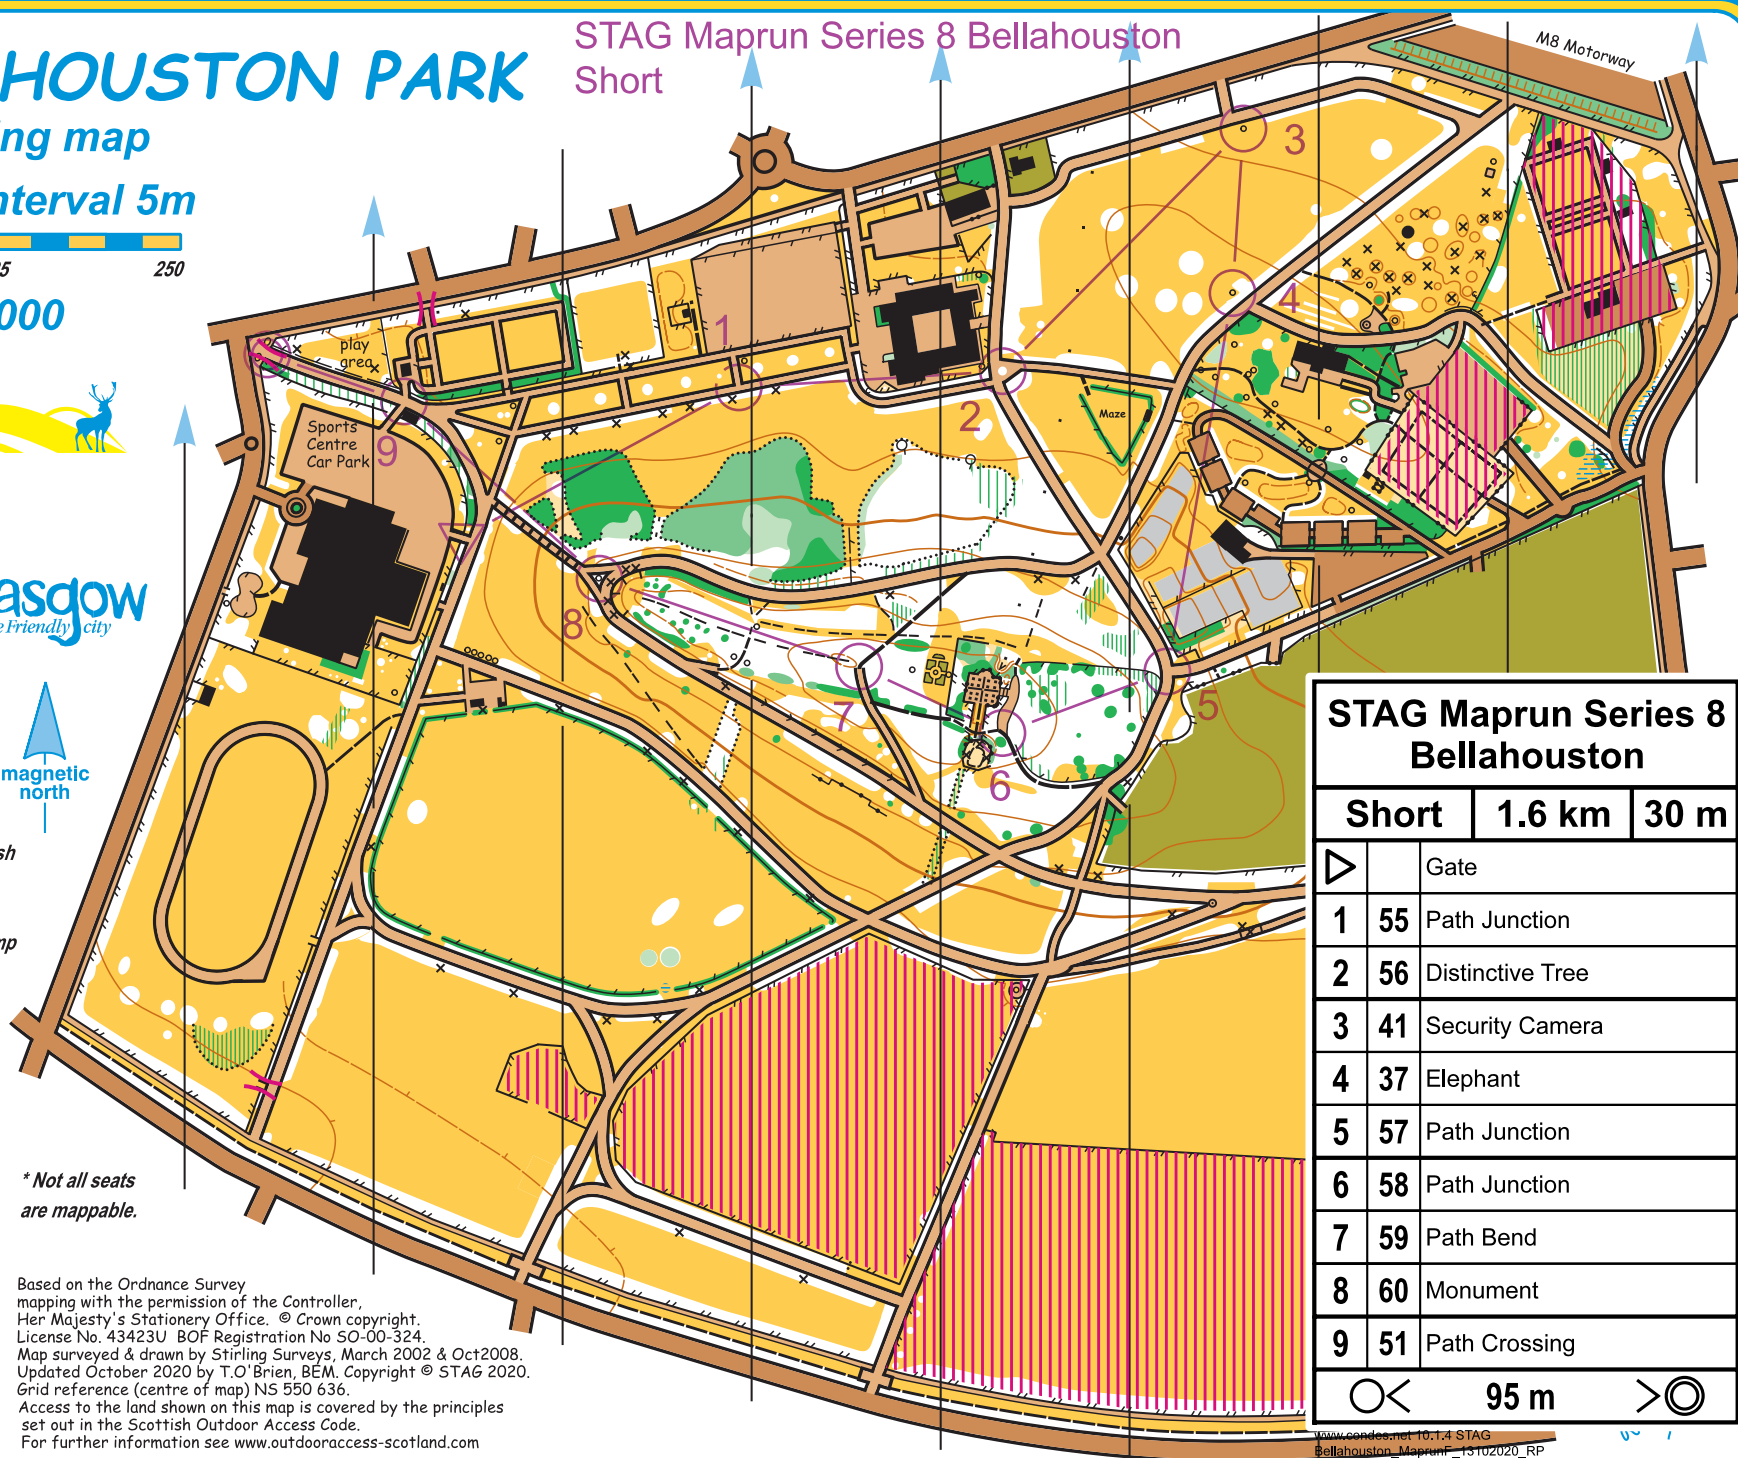 STAG Maprun Series 8 Bellahouston
Short
HOUSTON PARK
ng map
nterval 5m
250
000
M8 Motorway
play
area
Sports
Centre
Car Park
Maze
1
2
3
4
5
6
7
8
9
asgow
e Friendly city
magnetic
north
sh
mp
* Not all seats
are mappable.
Based on the Ordnance Survey
mapping with the permission of the Controller,
Her Majesty's Stationery Office. © Crown copyright.
License No. 43423U BOF Registration No SO-00-324.
Map surveyed & drawn by Stirling Surveys, March 2002 & Oct2008.
Updated October 2020 by T.O'Brien, BEM. Copyright © STAG 2020.
Grid reference (centre of map) NS 550 636.
Access to the land shown on this map is covered by the principles
set out in the Scottish Outdoor Access Code.
For further information see www.outdooraccess-scotland.com
STAG Maprun Series 8
Bellahouston
Short 1.6 km 30 m
Gate
1 55 Path Junction
2 56 Distinctive Tree
3 41 Security Camera
4 37 Elephant
5 57 Path Junction
6 58 Path Junction
7 59 Path Bend
8 60 Monument
9 51 Path Crossing
95 m
www.condes.net 10.1.4 STAG
Bellahouston_MaprunF_13102020_RP